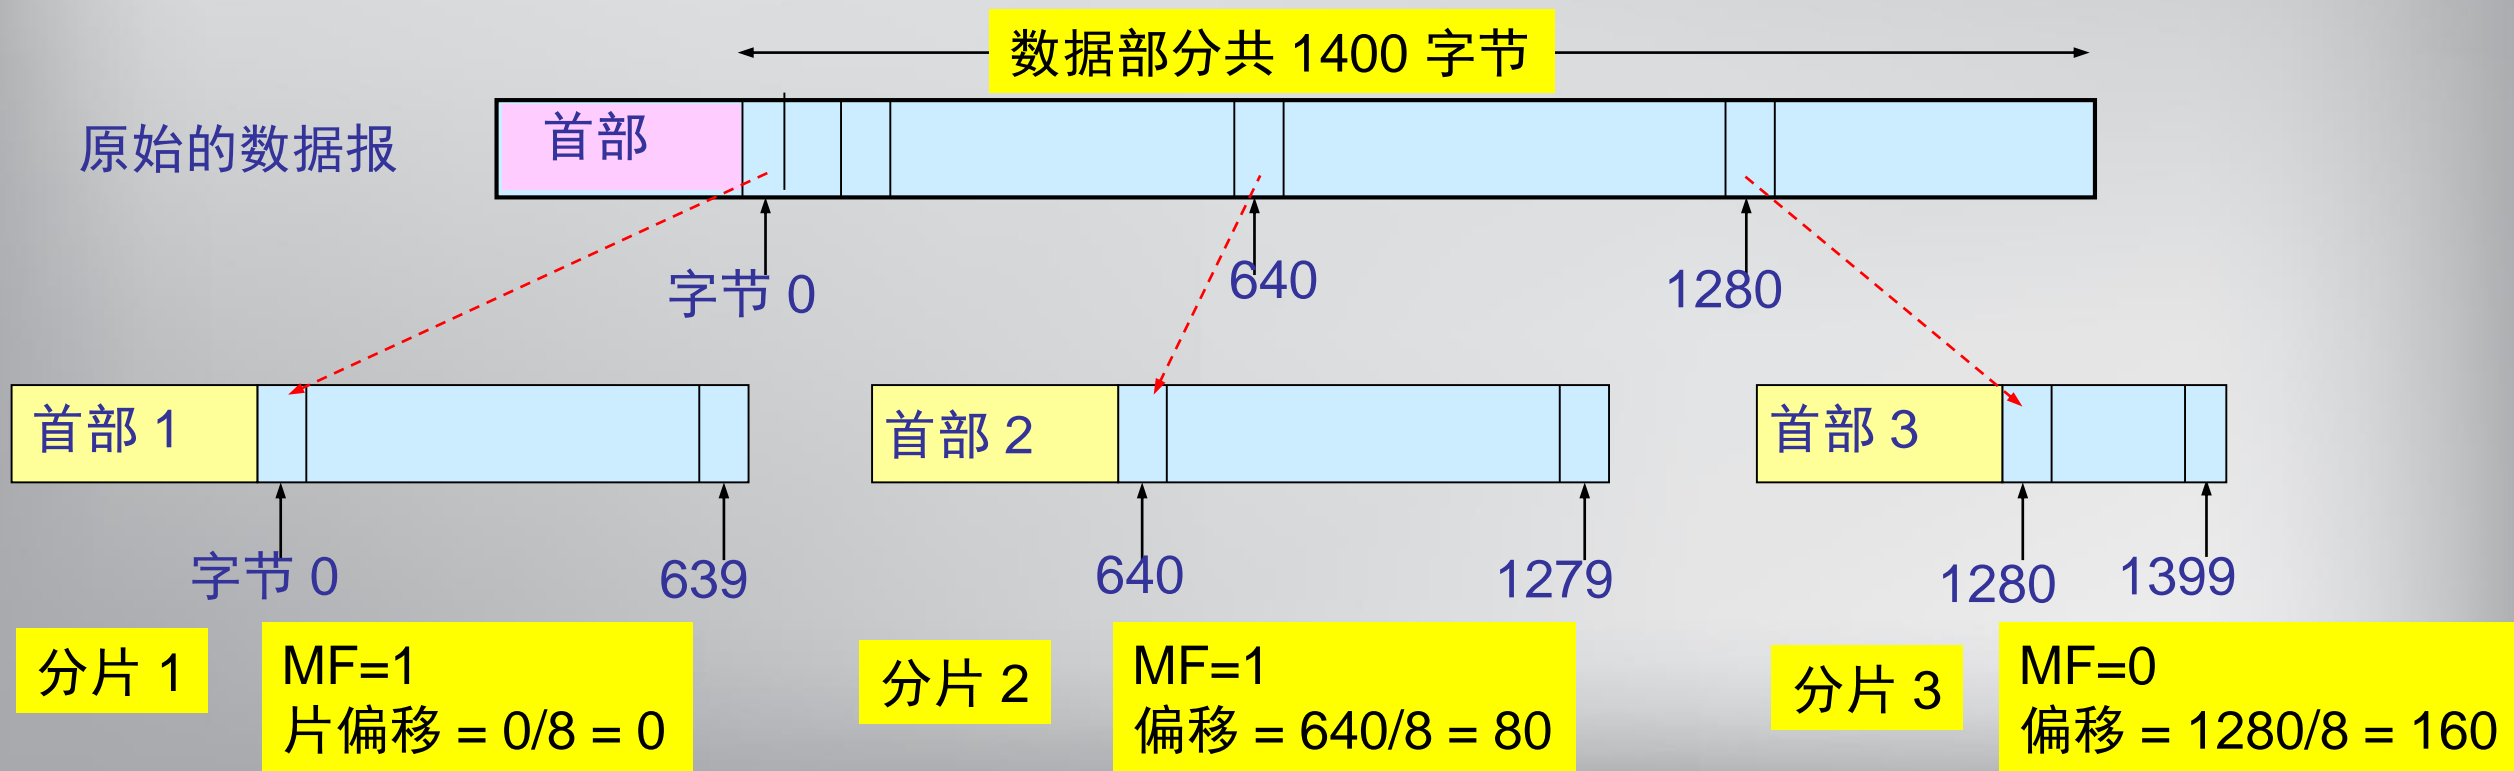 数据部分共 1400 字节
首部
原始的数据报
字节 0
640
1280
首部 1
首部 2
首部 3
字节 0
639
640
1279
1280
1399
分片 1
MF=1
片偏移 = 0/8 = 0
分片 2
MF=1
偏移 = 640/8 = 80
分片 3
MF=0
偏移 = 1280/8 = 160